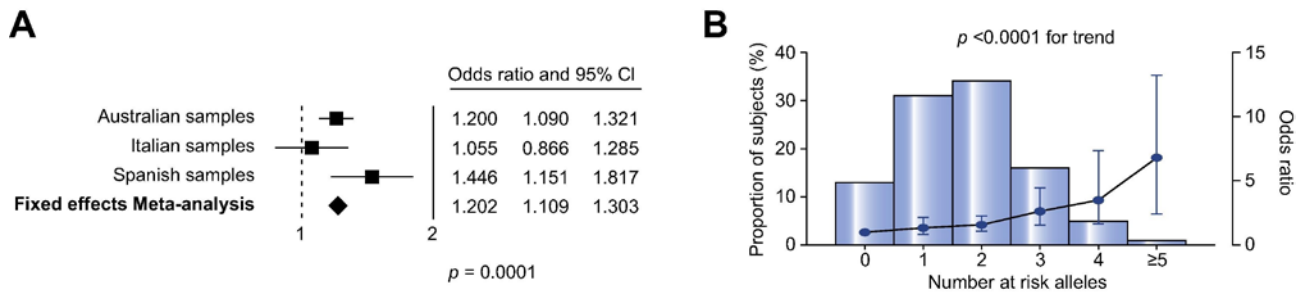 A
Odds ratio and 95% CI
Australian samples 1.200 1.090 1.321
Italian samples 1.055 0.866 1.285
Spanish samples 1.446 1.151 1.817
Fixed effects Meta-analysis 1.202 1.109 1.303
1 2
p = 0.0001
B
p <0.0001 for trend
Proportion of subjects (%)
40
30
20
10
0
15
10
5
0
Odds ratio
0 1 2 3 4 ≥5
Number at risk alleles